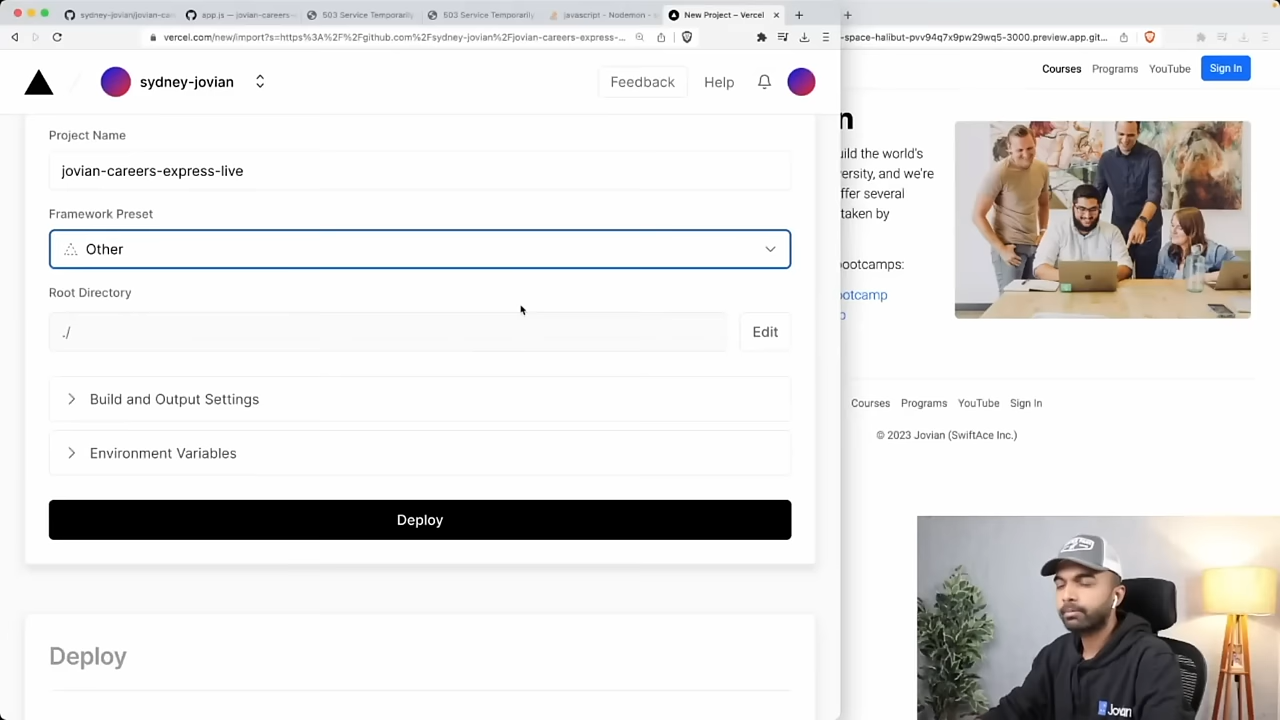 sydney-jovian/jovian-car
app.js — jovian-careers-
503 Service Temporarily
503 Service Temporarily
javascript - Nodemon -
New Project – Vercel
vercel.com/new/import?s=https%3A%2F%2Fgithub.com%2Fsydney-jovian%2Fjovian-careers-express-...
-space-halibut-pvv94q7x9pw29wq5-3000.preview.app.git...
sydney-jovian
Feedback
Help
Courses
Programs
YouTube
Sign In
Project Name
jovian-careers-express-live
Framework Preset
Other
Root Directory
./
Edit
Build and Output Settings
Environment Variables
Deploy
Deploy
n
uild the world's
versity, and we're
ffer several
taken by
ootcamps:
otcamp
p
Courses
Programs
YouTube
Sign In
© 2023 Jovian (SwiftAce Inc.)
Jovian